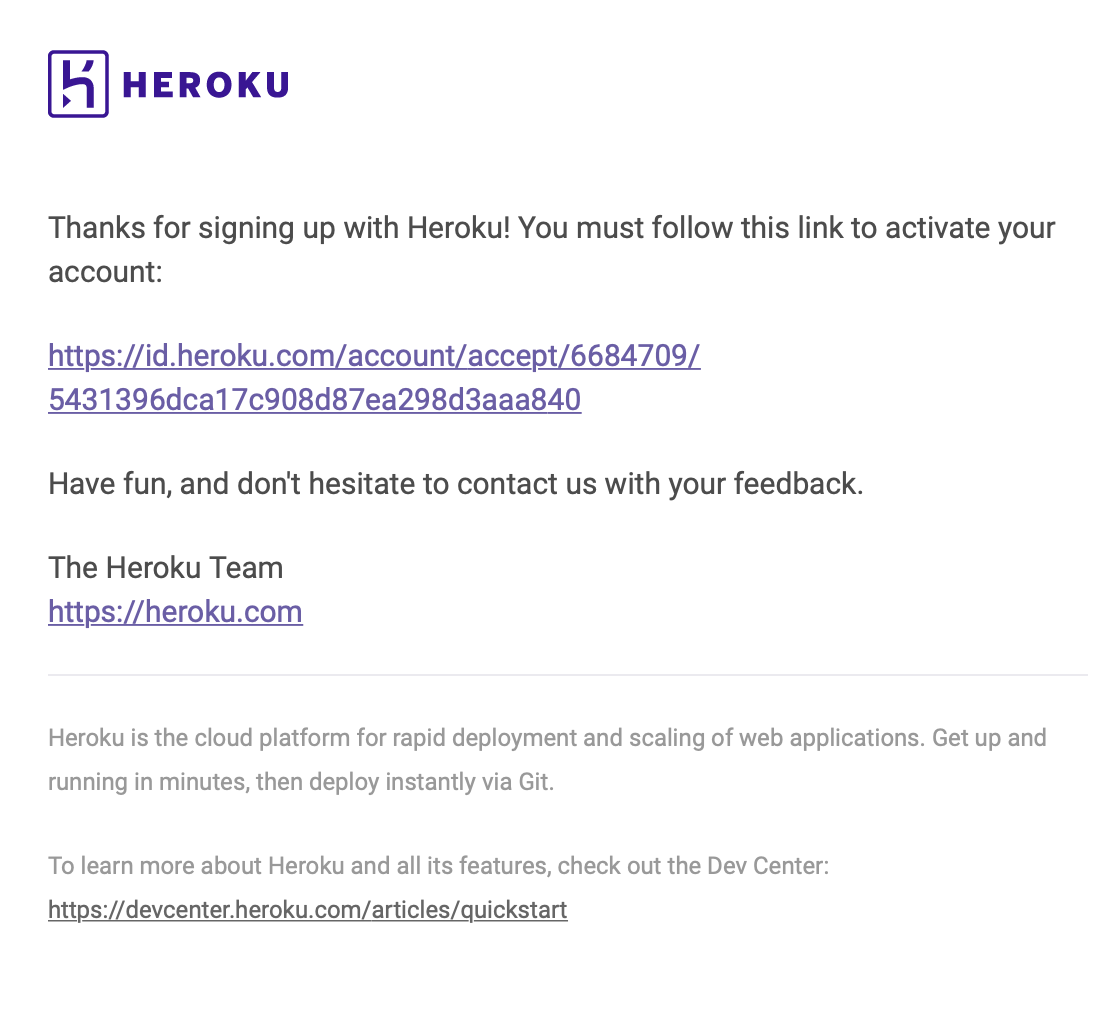 HEROKU
Thanks for signing up with Heroku! You must follow this link to activate your
account:
https://id.heroku.com/account/accept/6684709/
5431396dca17c908d87ea298d3aaa840
Have fun, and don't hesitate to contact us with your feedback.
The Heroku Team
https://heroku.com
Heroku is the cloud platform for rapid deployment and scaling of web applications. Get up and
running in minutes, then deploy instantly via Git.
To learn more about Heroku and all its features, check out the Dev Center:
https://devcenter.heroku.com/articles/quickstart